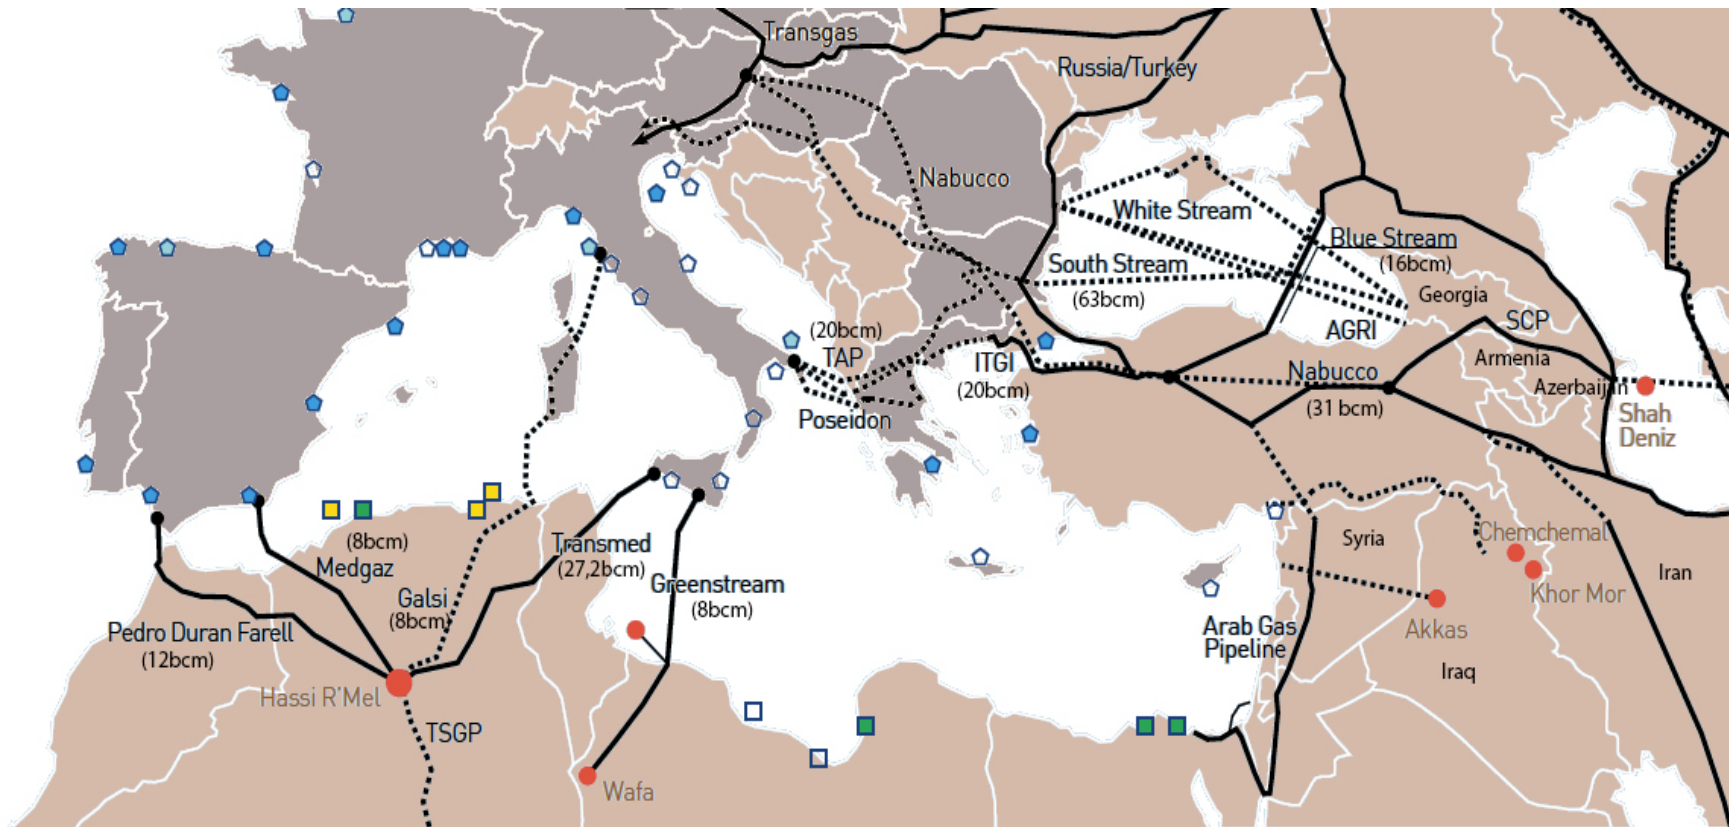 Transgas
Russia/Turkey
Nabucco
White Stream
Blue Stream
(16bcm)
South Stream
(63bcm)
Georgia
(20bcm)
TAP
ITGI
(20bcm)
AGRI
SCP
Armenia
Nabucco
(31 bcm)
Azerbaijin
Shah
Deniz
Poseidon
(8bcm)
Medgaz
Transmed
(27,2bcm)
Greenstream
(8bcm)
Galsi
(8bcm)
Syria
Chemchemal
Khor Mor
Iran
Pedro Duran Farell
(12bcm)
Arab Gas
Pipeline
Akkas
Iraq
Hassi R'Mel
TSGP
Wafa